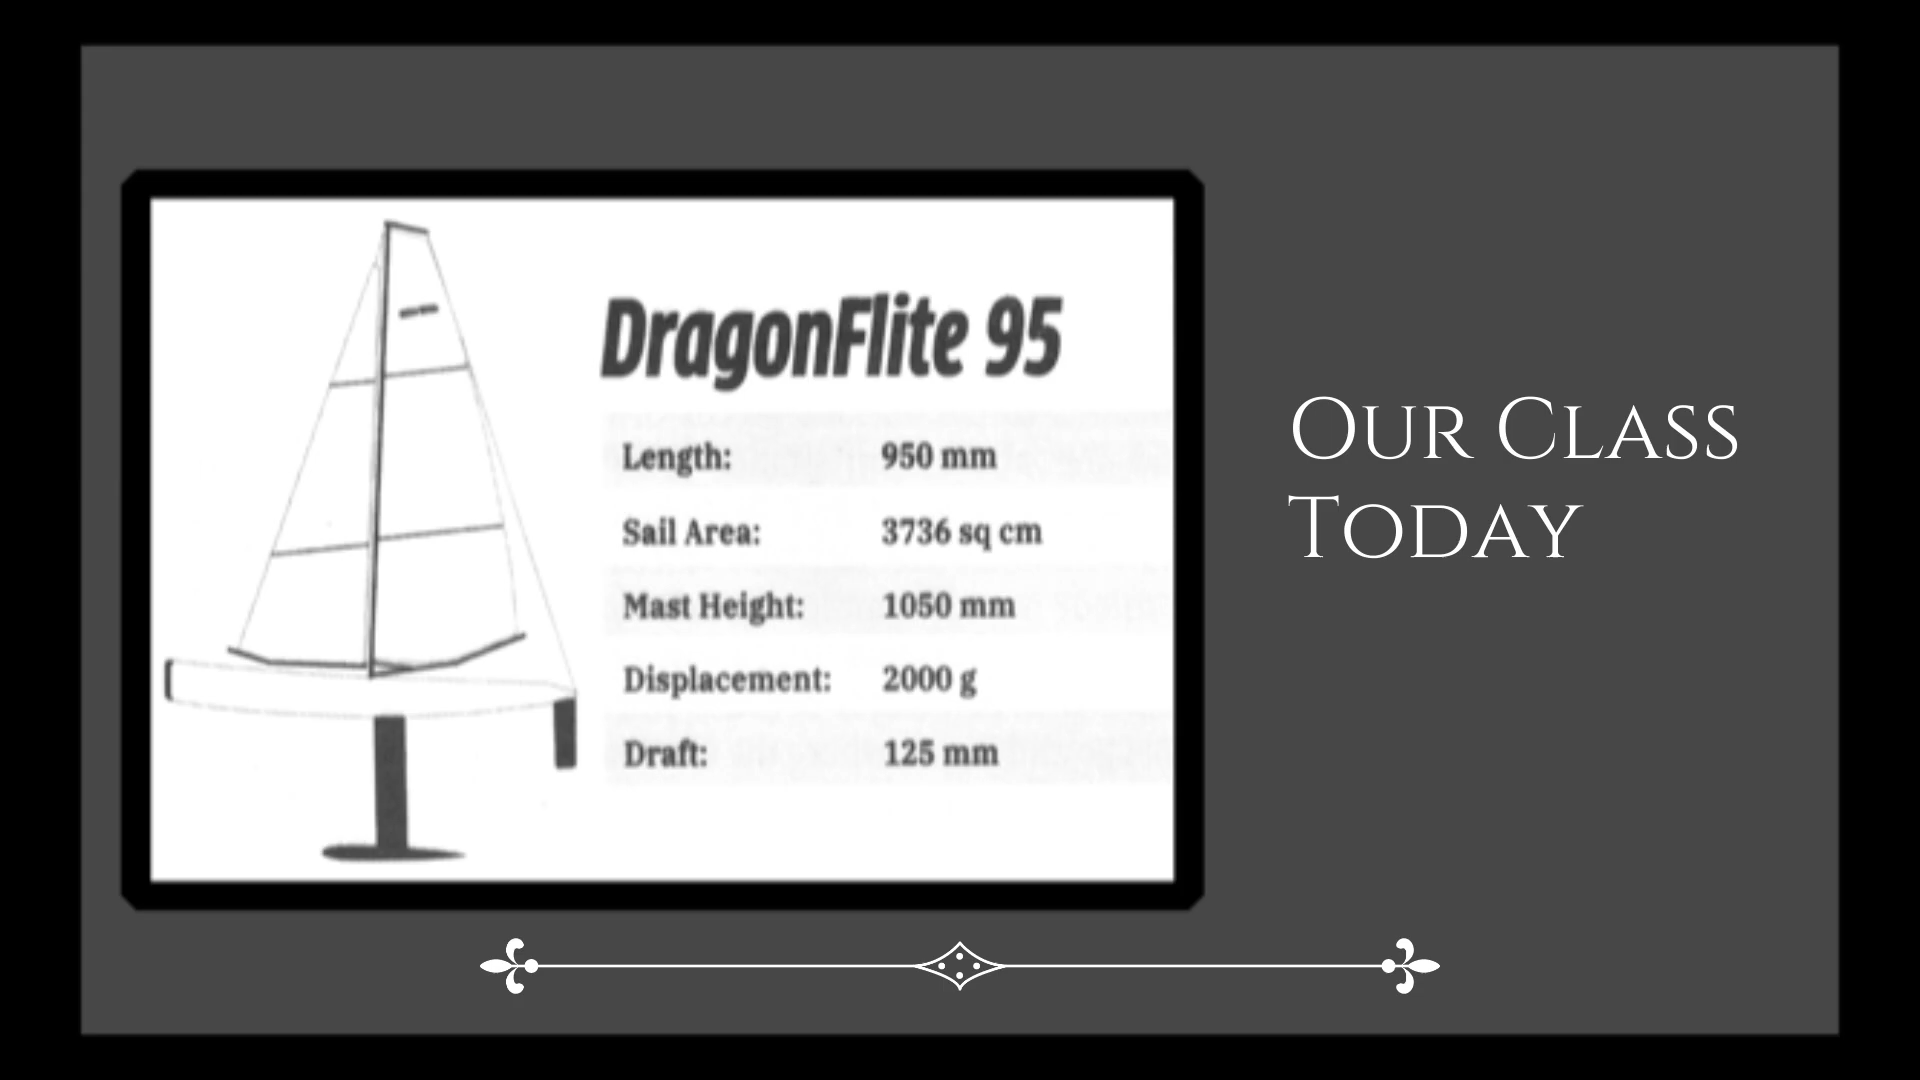 DragonFlite 95
Length: 950 mm
Sail Area: 3736 sq cm
Mast Height: 1050 mm
Displacement: 2000 g
Draft: 125 mm
Our Class
Today